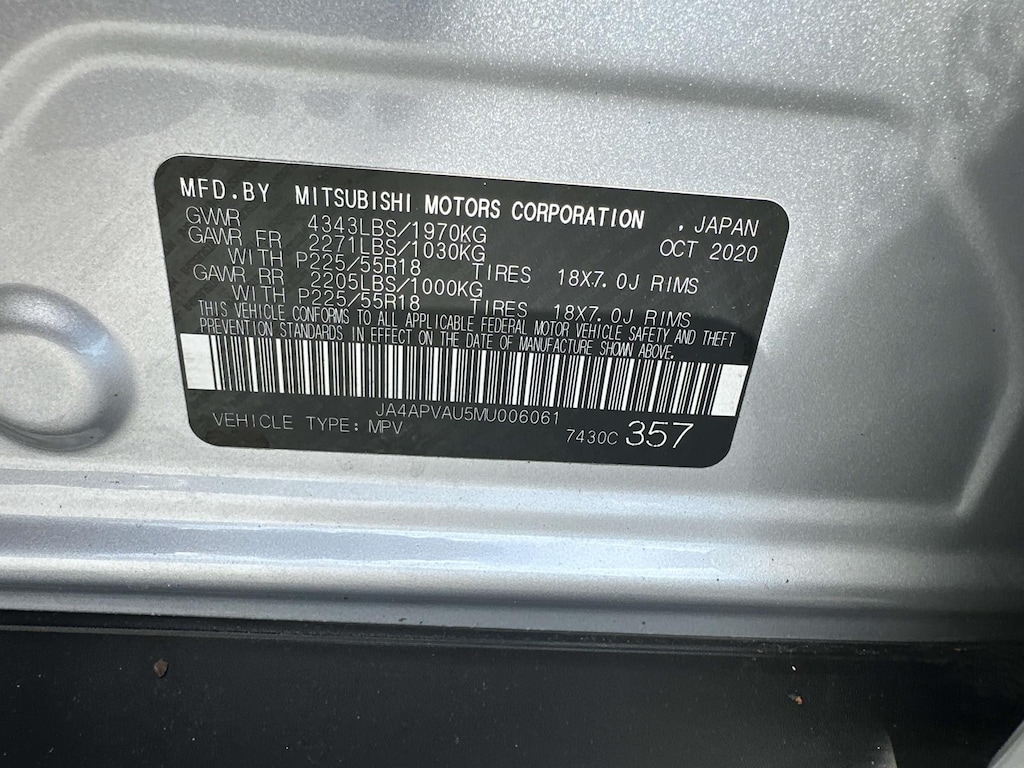 MFD.BY MITSUBISHI MOTORS CORPORATION , JAPAN
GVWR 4343LBS/1970KG OCT 2020
GAWR FR 2271LBS/1030KG
WITH P225/55R18 TIRES 18X7.0J RIMS
GAWR RR 2205LBS/1000KG
WITH P225/55R18 TIRES 18X7.0J RIMS
THIS VEHICLE CONFORMS TO ALL APPLICABLE FEDERAL MOTOR VEHICLE SAFETY AND THEFT
PREVENTION STANDARDS IN EFFECT ON THE DATE OF MANUFACTURE SHOWN ABOVE.
JA4APVAU5MU006061
VEHICLE TYPE: MPV 7430C 357